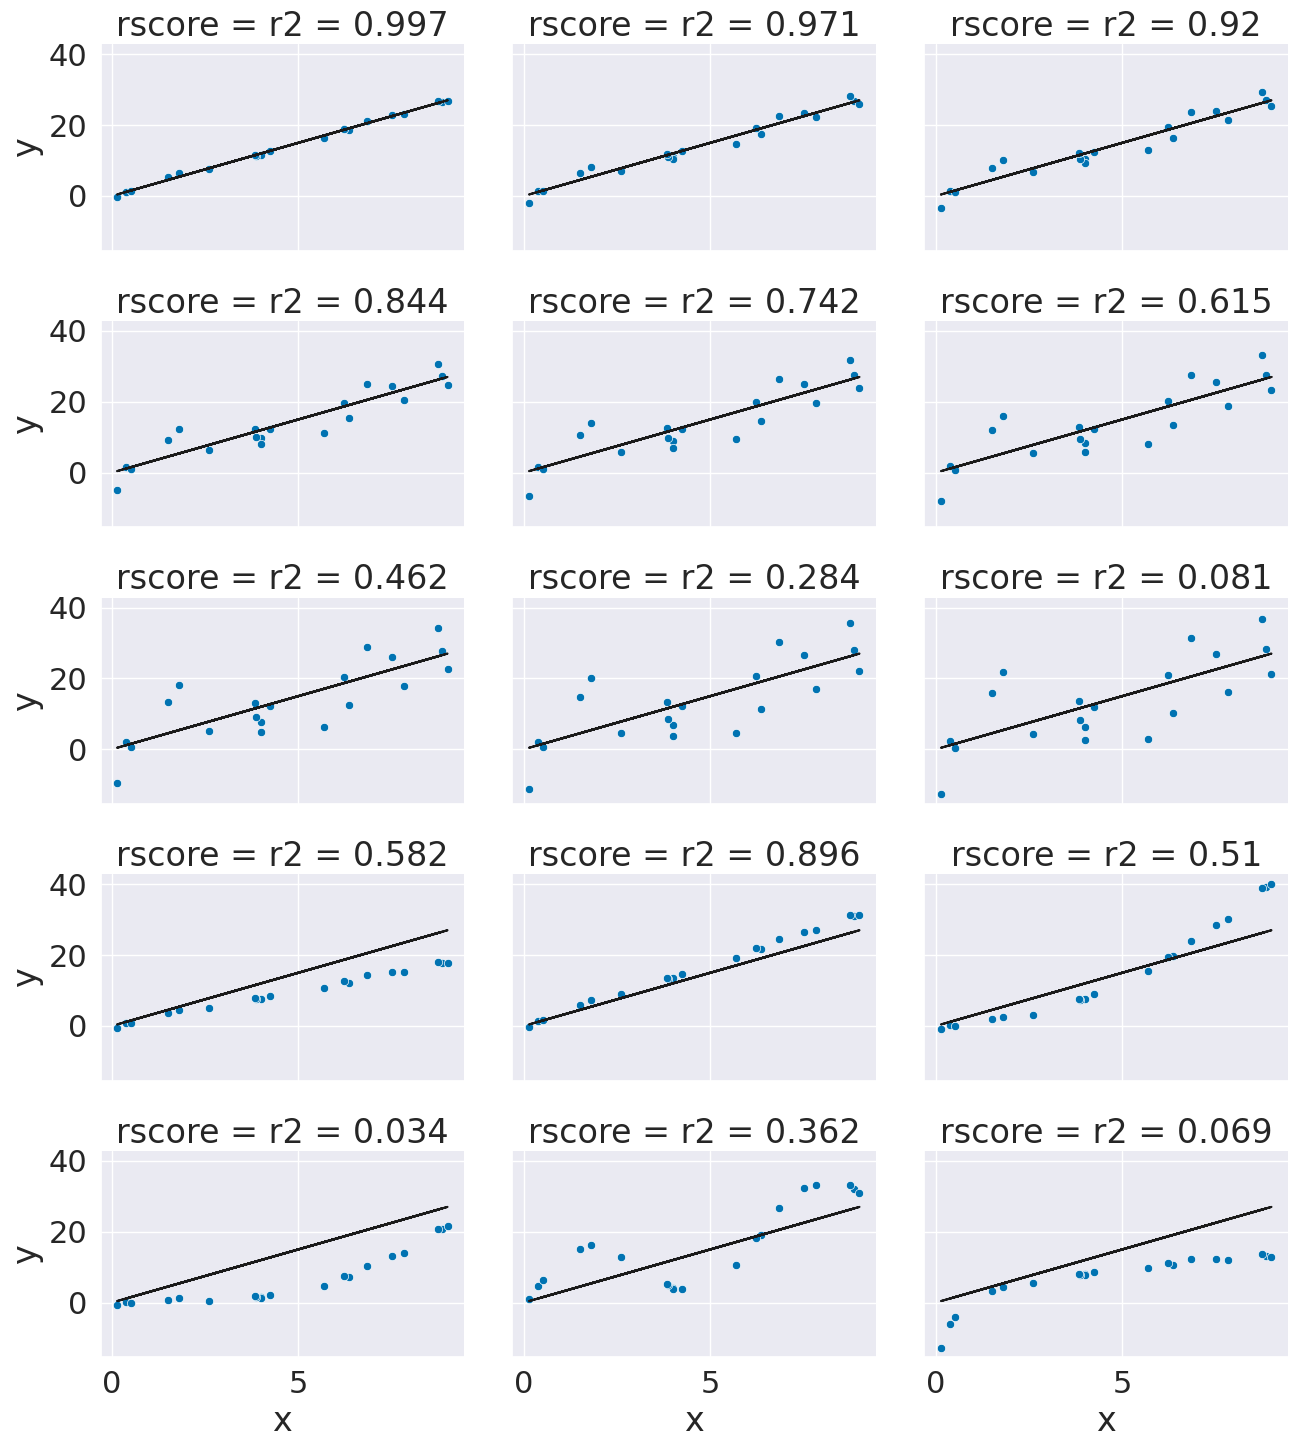 rscore = r2 = 0.997 rscore = r2 = 0.971 rscore = r2 = 0.92
40
20
0
y
rscore = r2 = 0.844 rscore = r2 = 0.742 rscore = r2 = 0.615
40
20
0
y
rscore = r2 = 0.462 rscore = r2 = 0.284 rscore = r2 = 0.081
40
20
0
y
rscore = r2 = 0.582 rscore = r2 = 0.896 rscore = r2 = 0.51
40
20
0
y
rscore = r2 = 0.034 rscore = r2 = 0.362 rscore = r2 = 0.069
40
20
0
y
0 5 0 5 0 5
x x x